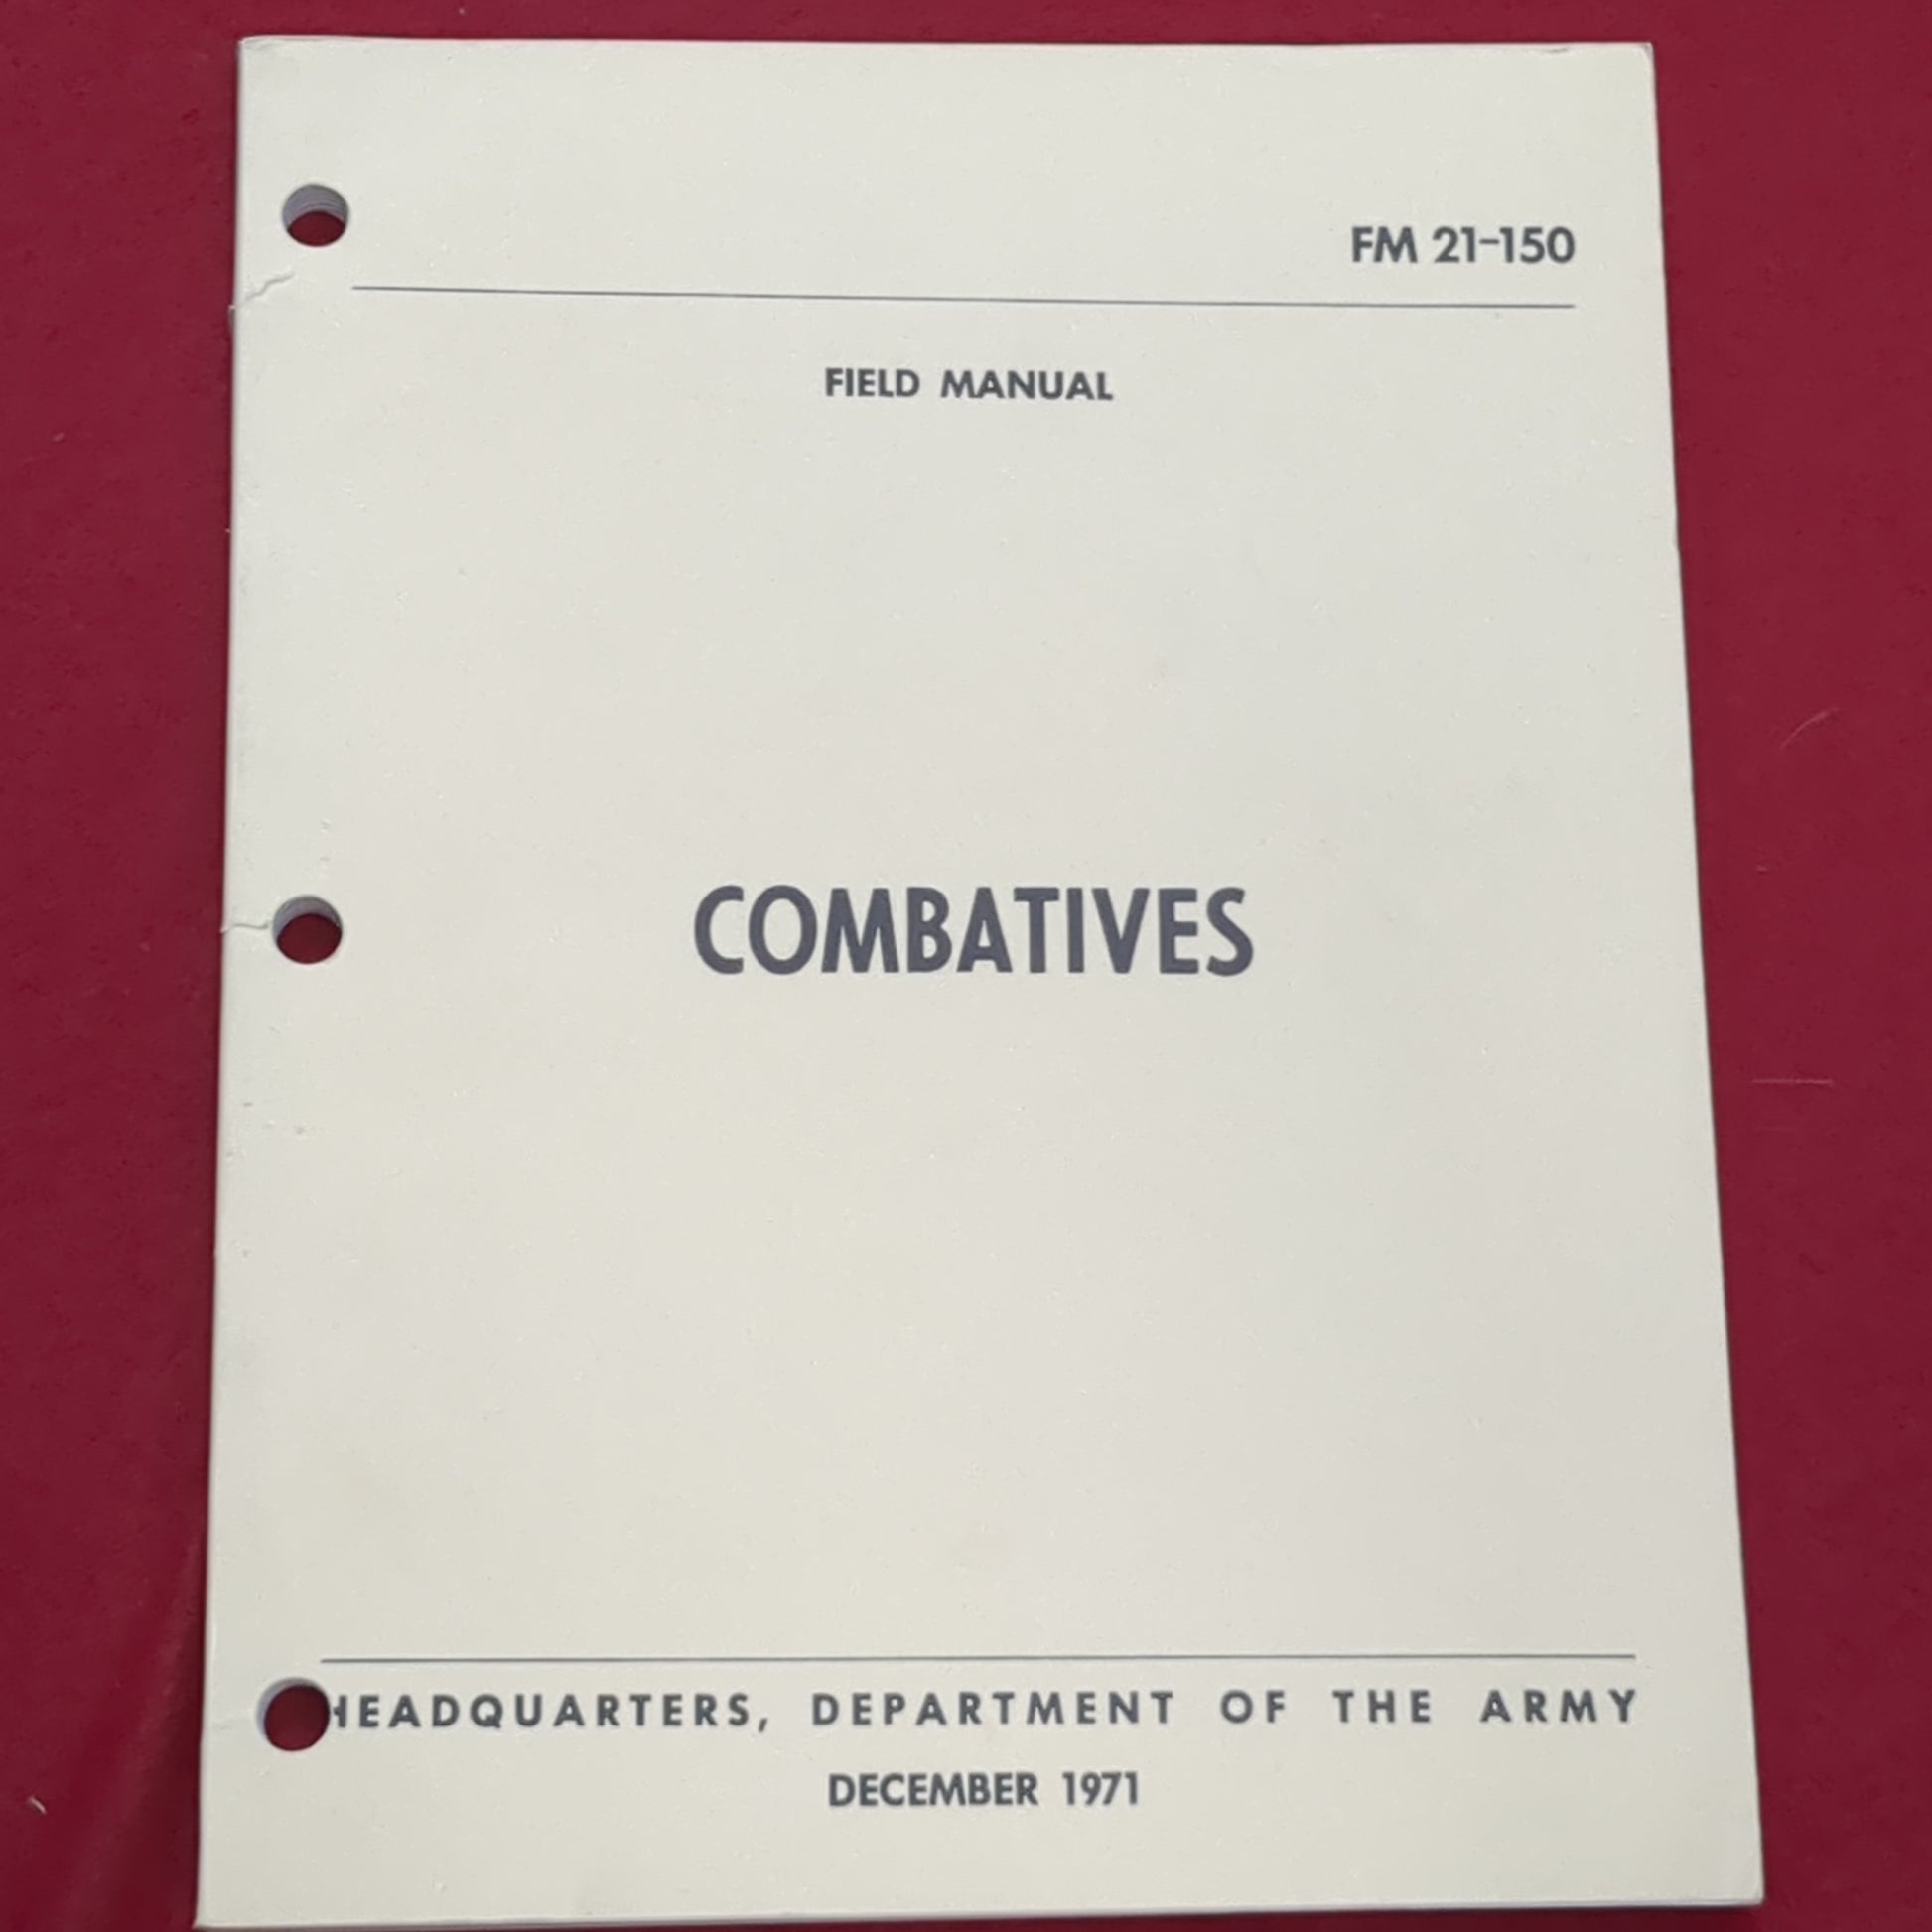 FM 21-150
FIELD MANUAL
COMBATIVES
HEADQUARTERS, DEPARTMENT OF THE ARMY
DECEMBER 1971